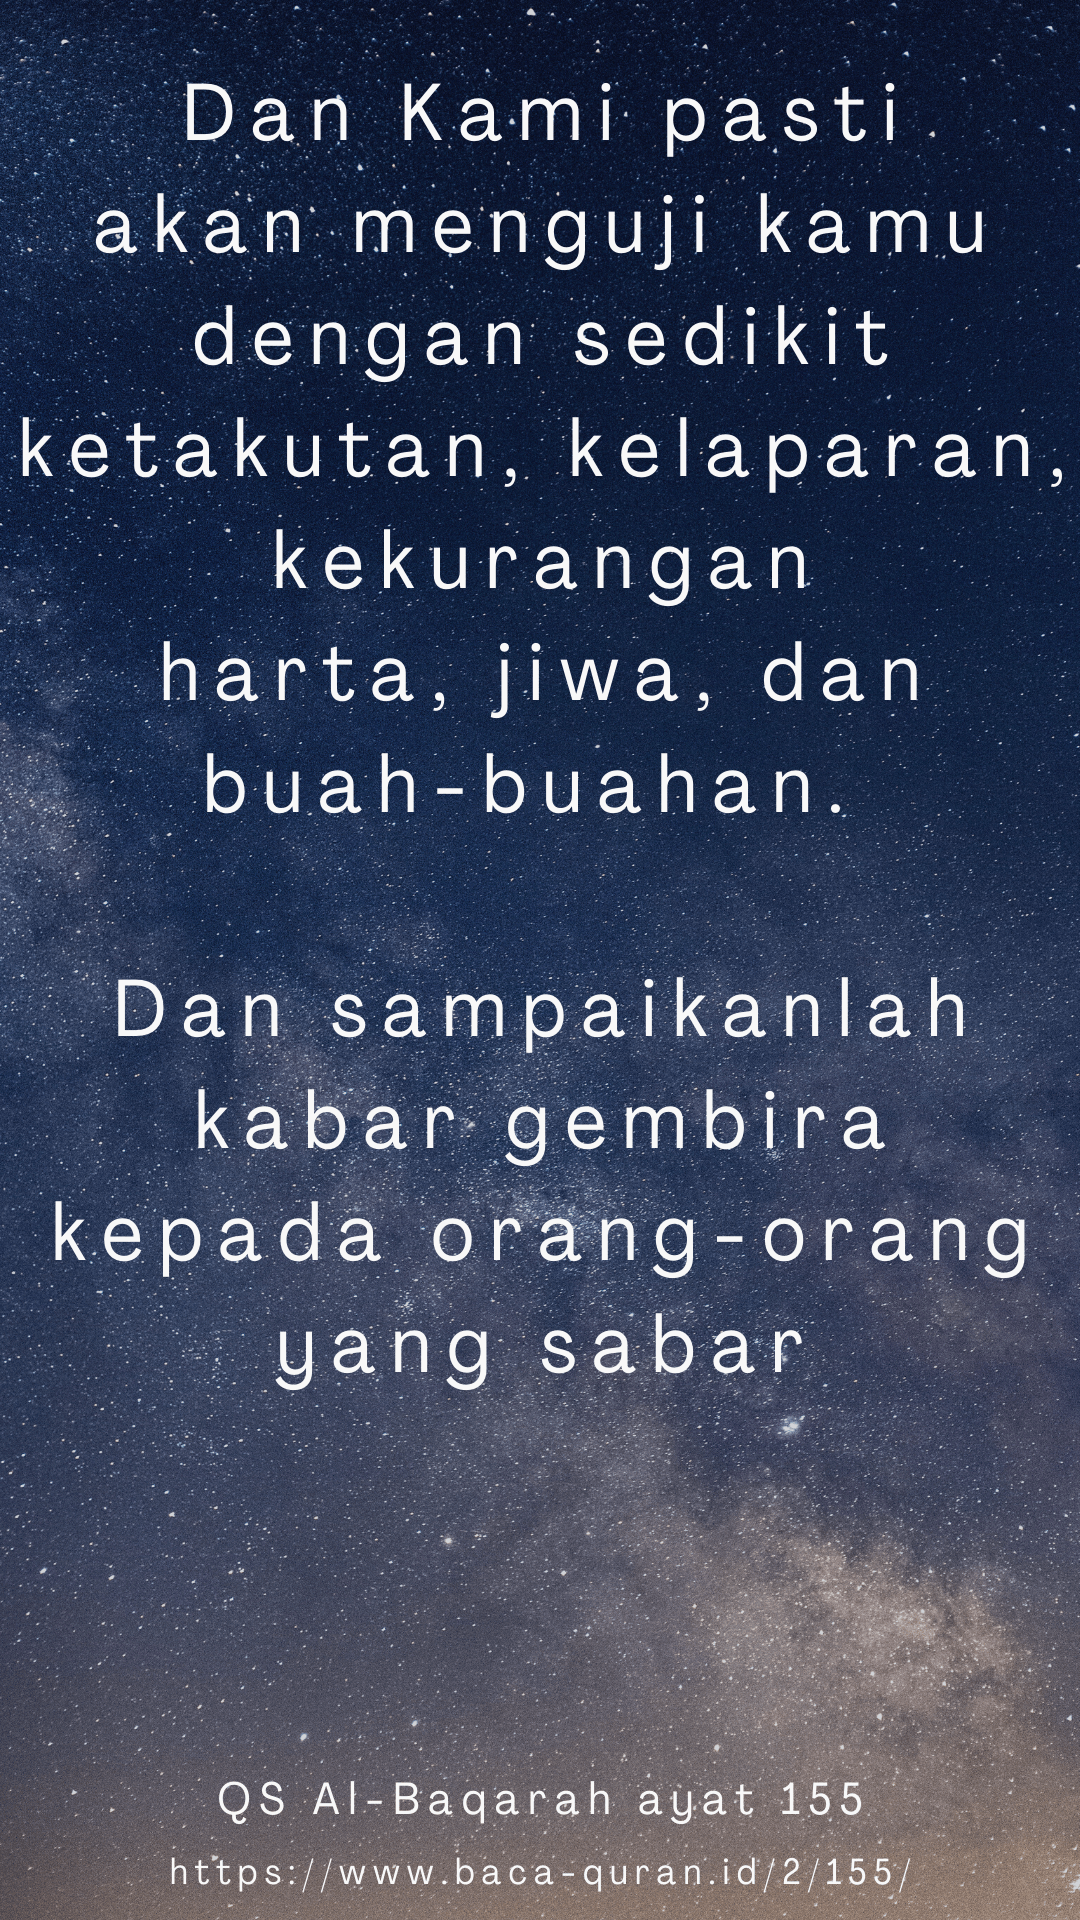 Dan Kami pasti
akan menguji kamu
dengan sedikit
ketakutan, kelaparan,
kekurangan
harta, jiwa, dan
buah-buahan.
Dan sampaikanlah
kabar gembira
kepada orang-orang
yang sabar
QS Al-Baqarah ayat 155
https://www.baca-quran.id/2/155/